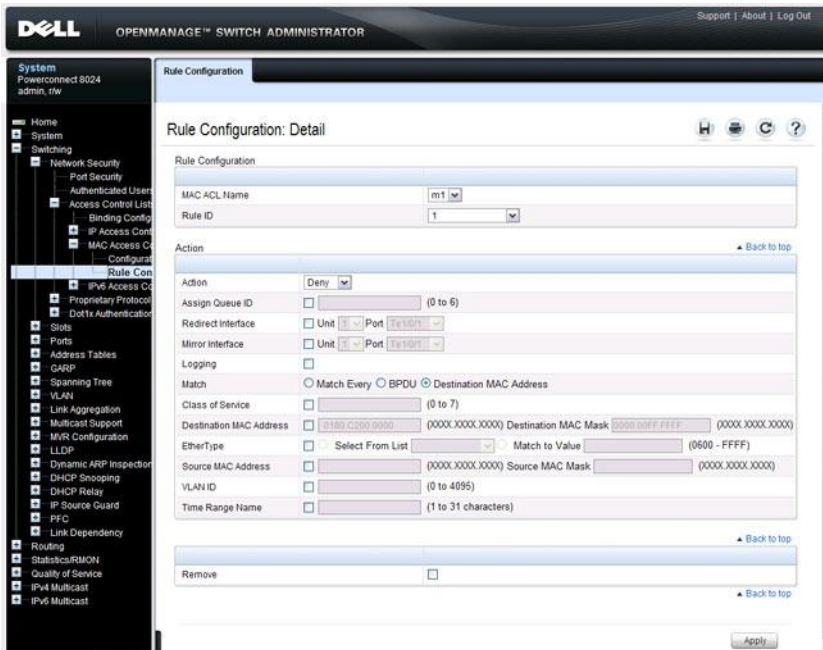 Support | About | Log Out
DELL OPENMANAGE™ SWITCH ADMINISTRATOR
System
Powerconnect 8024
admin, r/w
Home
System
Switching
Network Security
Port Security
Authenticated Users
Access Control List
Binding Config
IP Access Cont
MAC Access Co
Configurat
Rule Con
IPv6 Access Co
Proprietary Protocol
Dot1x Authentication
Slots
Ports
Address Tables
GARP
Spanning Tree
VLAN
Link Aggregation
Multicast Support
MVR Configuration
LLDP
Dynamic ARP Inspection
DHCP Snooping
DHCP Relay
IP Source Guard
PFC
Link Dependency
Routing
Statistics/RMON
Quality of Service
IPv4 Multicast
IPv6 Multicast
Rule Configuration
Rule Configuration: Detail
Rule Configuration
MAC ACL Name m1
Rule ID 1
Back to top
Action
Action Deny
Assign Queue ID (0 to 6)
Redirect Interface Unit 1 Port Te1/0/1
Mirror Interface Unit 1 Port Te1/0/1
Logging
Match Match Every BPDU Destination MAC Address
Class of Service (0 to 7)
Destination MAC Address 0180.C200.0000 (XXXX.XXXX.XXXX) Destination MAC Mask 0000.00FF.FFFF (XXXX.XXXX.XXXX)
EtherType Select From List Match to Value (0600 - FFFF)
Source MAC Address (XXXX.XXXX.XXXX) Source MAC Mask (XXXX.XXXX.XXXX)
VLAN ID (0 to 4095)
Time Range Name (1 to 31 characters)
Back to top
Remove
Back to top
Apply